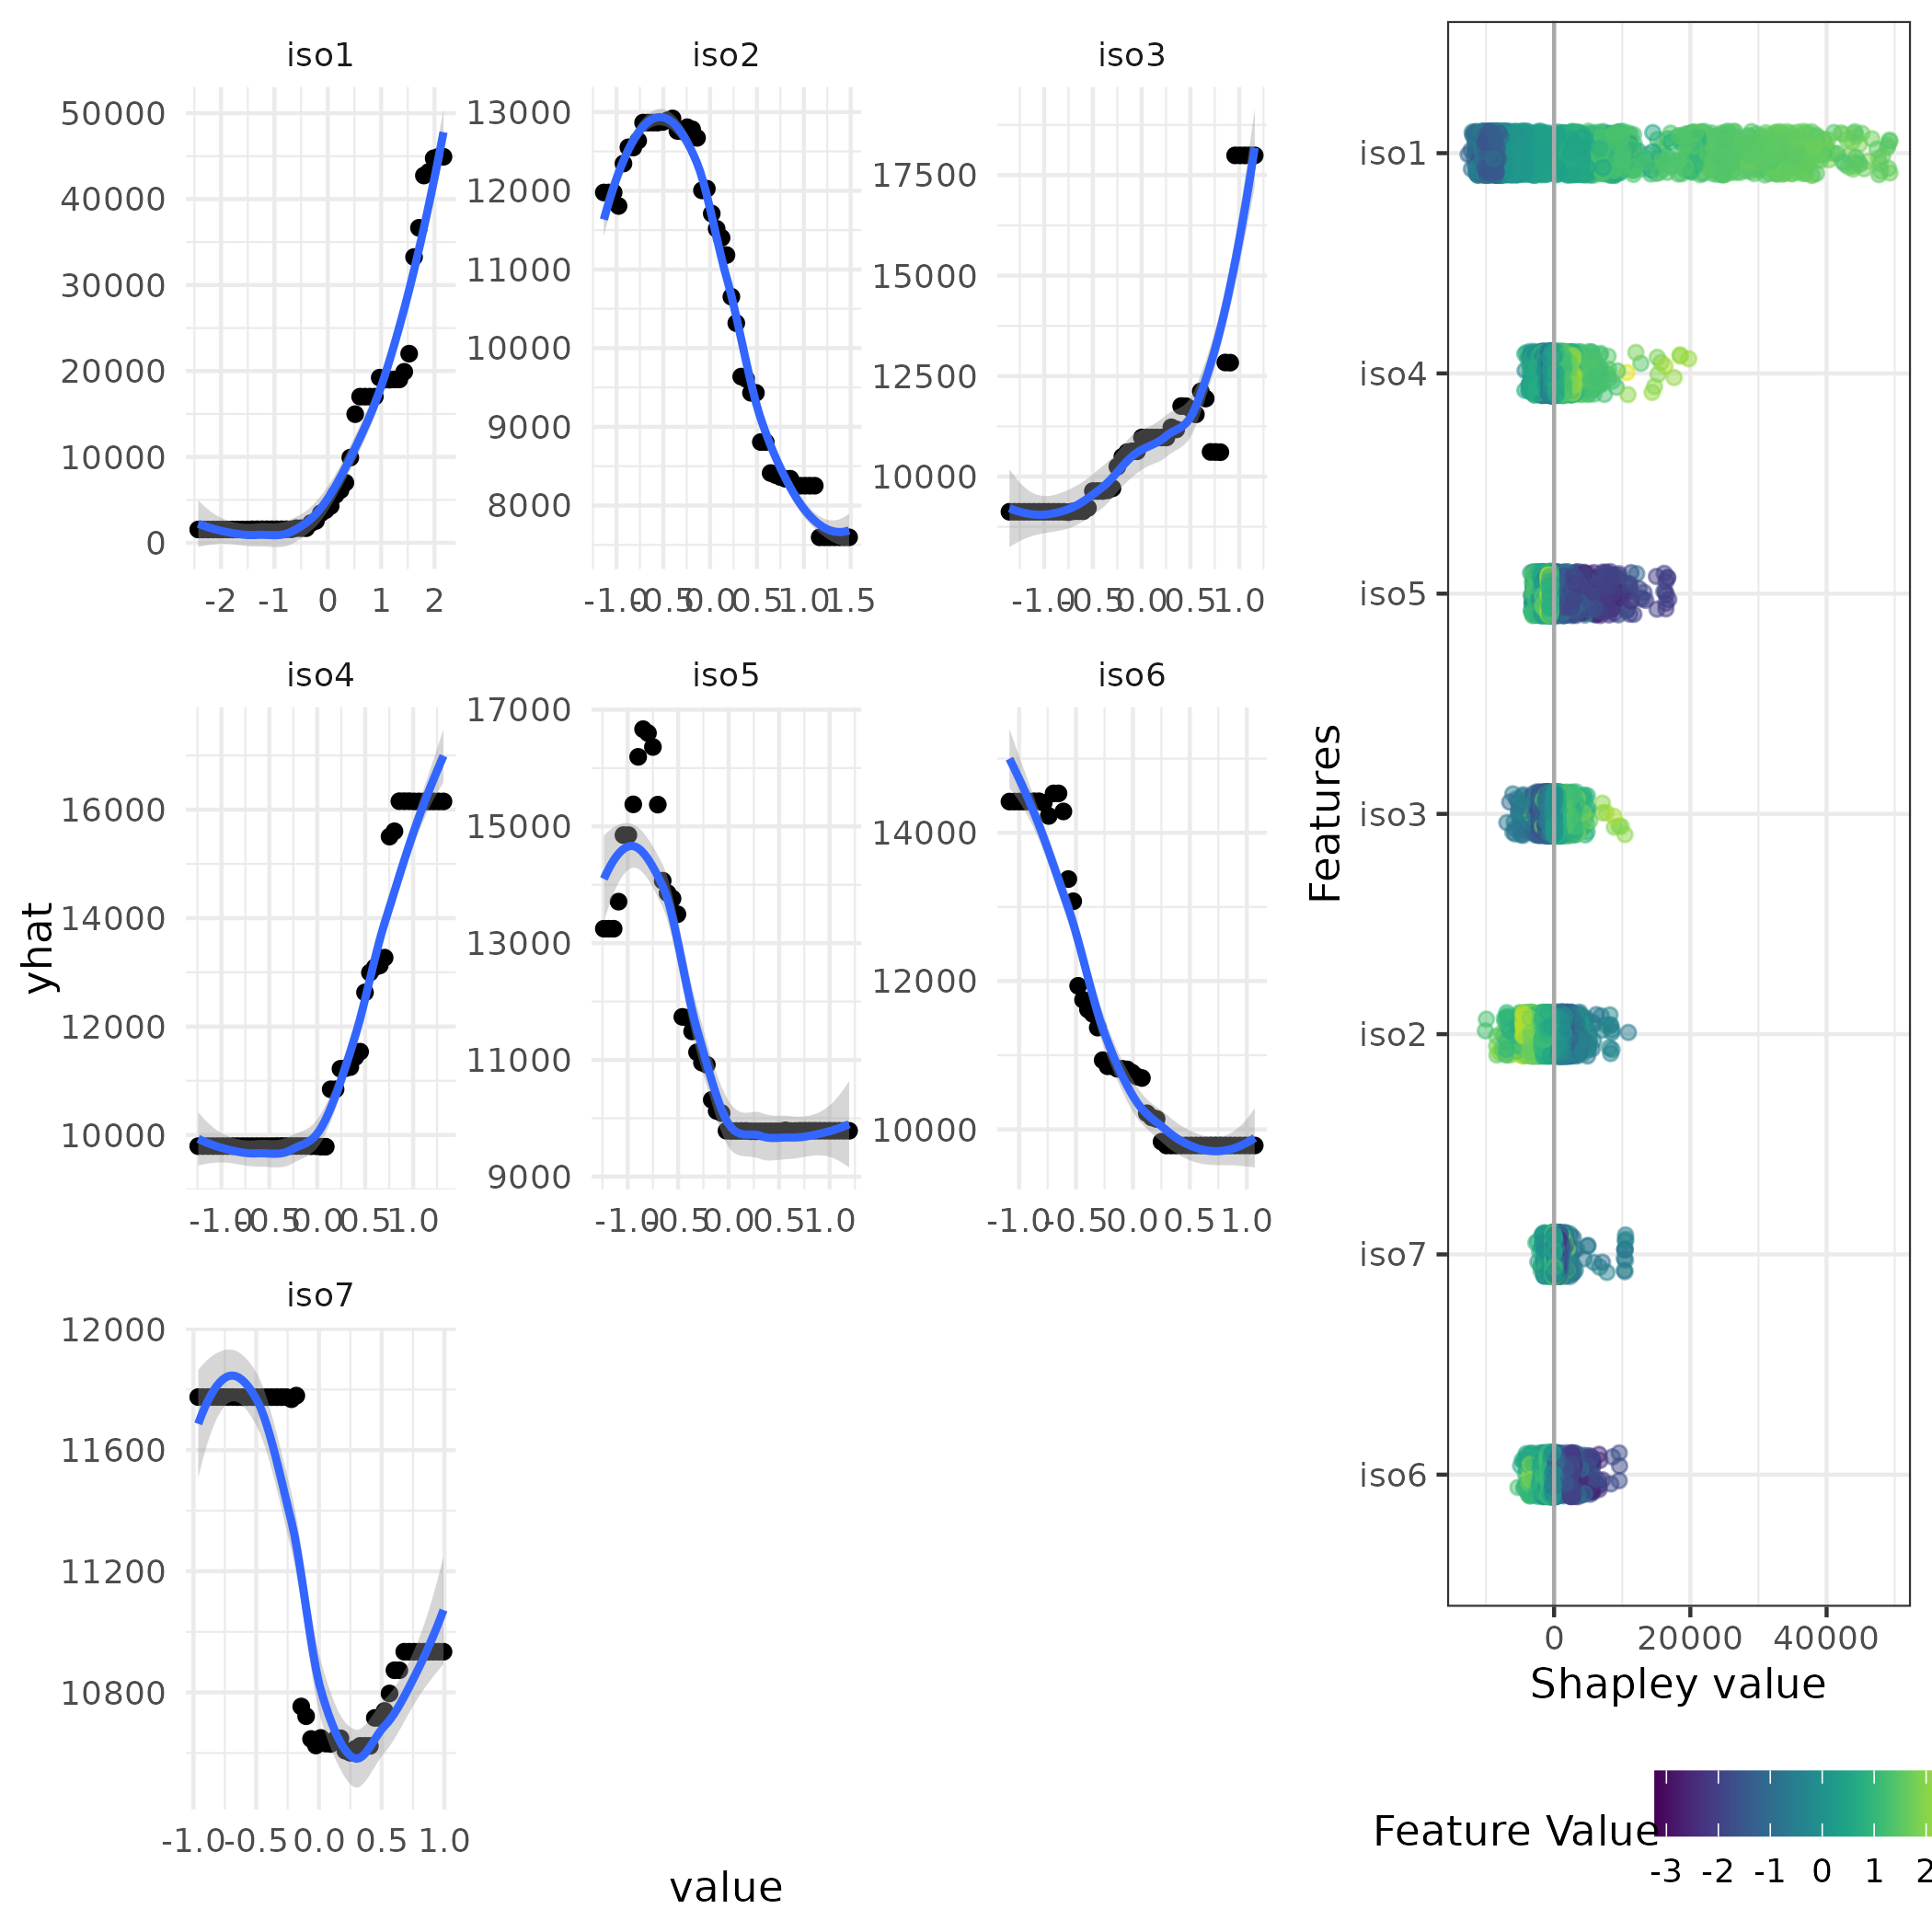 iso1 iso2 iso3
50000
40000
30000
20000
10000
0
13000
12000
11000
10000
9000
8000
17500
15000
12500
10000
-2 -1 0 1 2
-1.0 -0.5 0.0 0.5 1.0 1.5
-1.0 -0.5 0.0 0.5 1.0
iso4 iso5 iso6
16000
14000
12000
10000
17000
15000
13000
11000
9000
14000
12000
10000
-1.0 -0.5 0.0 0.5 1.0
-1.0 -0.5 0.0 0.5 1.0
-1.0 -0.5 0.0 0.5 1.0
iso7
12000
11600
11200
10800
-1.0 -0.5 0.0 0.5 1.0
yhat
value
Features
iso1
iso4
iso5
iso3
iso2
iso7
iso6
0 20000 40000
Shapley value
Feature Value
-3 -2 -1 0 1 2